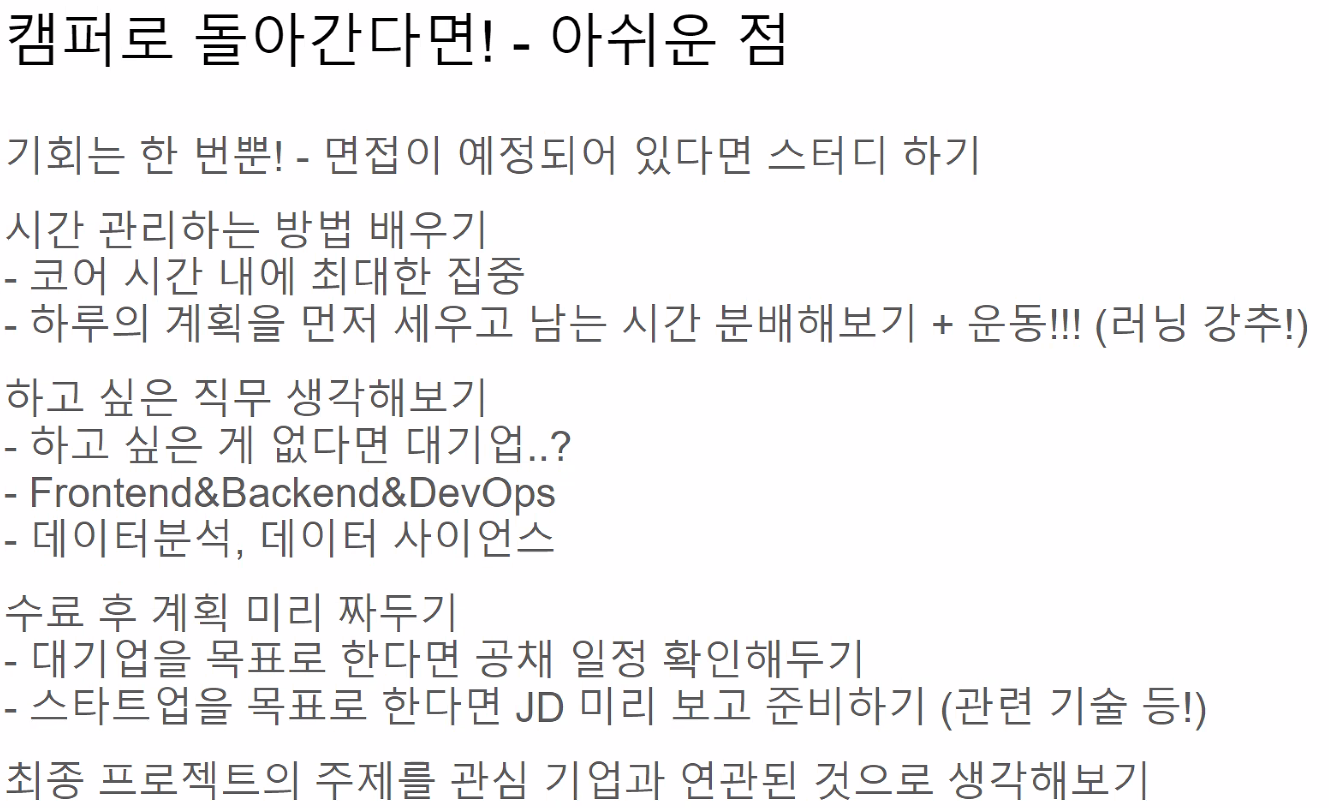 캠퍼로 돌아간다면! - 아쉬운 점
기회는 한 번뿐! - 면접이 예정되어 있다면 스터디 하기
시간 관리하는 방법 배우기
- 코어 시간 내에 최대한 집중
- 하루의 계획을 먼저 세우고 남는 시간 분배해보기 + 운동!!! (러닝 강추!)
하고 싶은 직무 생각해보기
- 하고 싶은 게 없다면 대기업..?
- Frontend&Backend&DevOps
- 데이터분석, 데이터 사이언스
수료 후 계획 미리 짜두기
- 대기업을 목표로 한다면 공채 일정 확인해두기
- 스타트업을 목표로 한다면 JD 미리 보고 준비하기 (관련 기술 등!)
최종 프로젝트의 주제를 관심 기업과 연관된 것으로 생각해보기